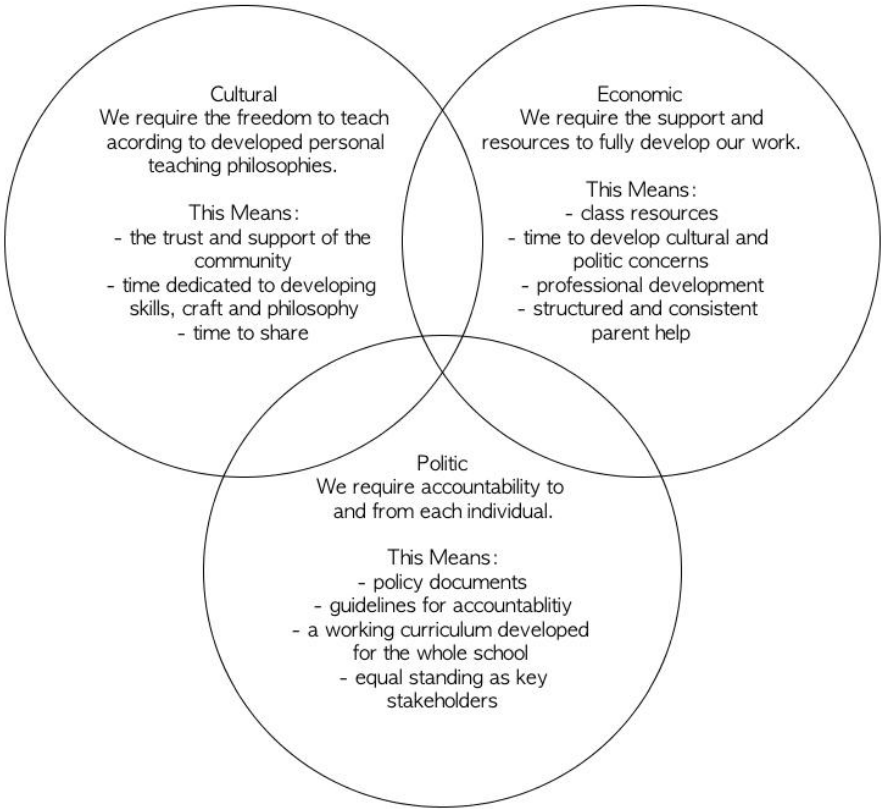 Cultural
We require the freedom to teach
acording to developed personal
teaching philosophies.
This Means:
- the trust and support of the
community
- time dedicated to developing
skills, craft and philosophy
- time to share
Economic
We require the support and
resources to fully develop our work.
This Means:
- class resources
- time to develop cultural and
politic concerns
- professional development
- structured and consistent
parent help
Politic
We require accountability to
and from each individual.
This Means:
- policy documents
- guidelines for accountablitiy
- a working curriculum developed
for the whole school
- equal standing as key
stakeholders